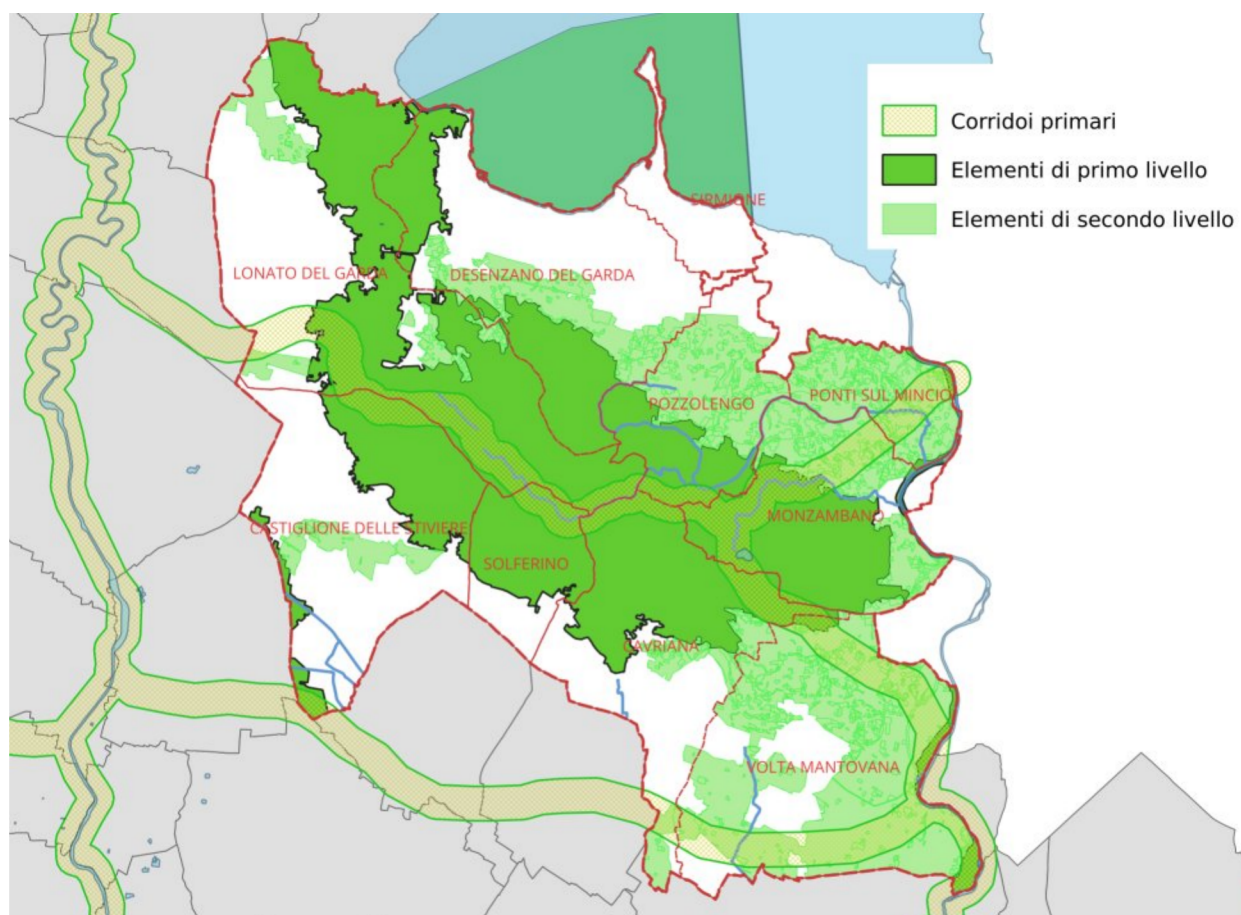 Corridoi primari
Elementi di primo livello
Elementi di secondo livello
SIRMIONE
LONATO DEL GARDA
DESENZANO DEL GARDA
POZZOLENGO
PONTI SUL MINCIO
MONZAMBANO
CASTIGLIONE DELLE STIVIERE
SOLFERINO
CAVRIANA
VOLTA MANTOVANA